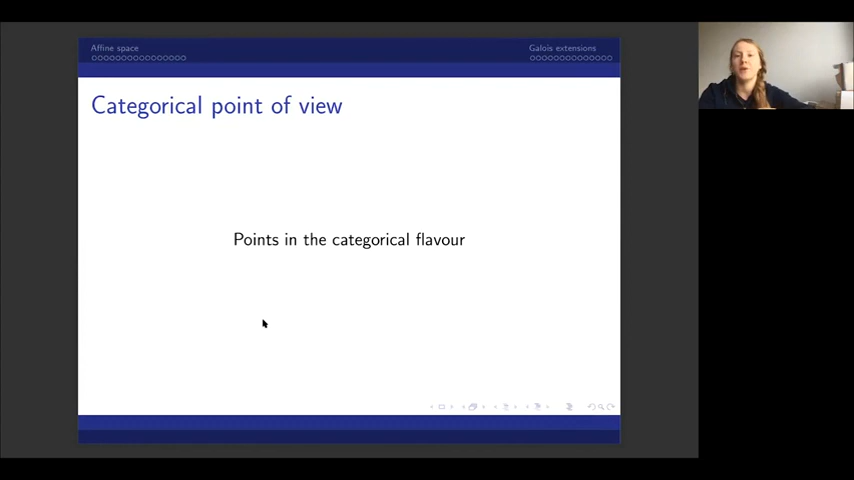 Affine space
Galois extensions
Categorical point of view
Points in the categorical flavour